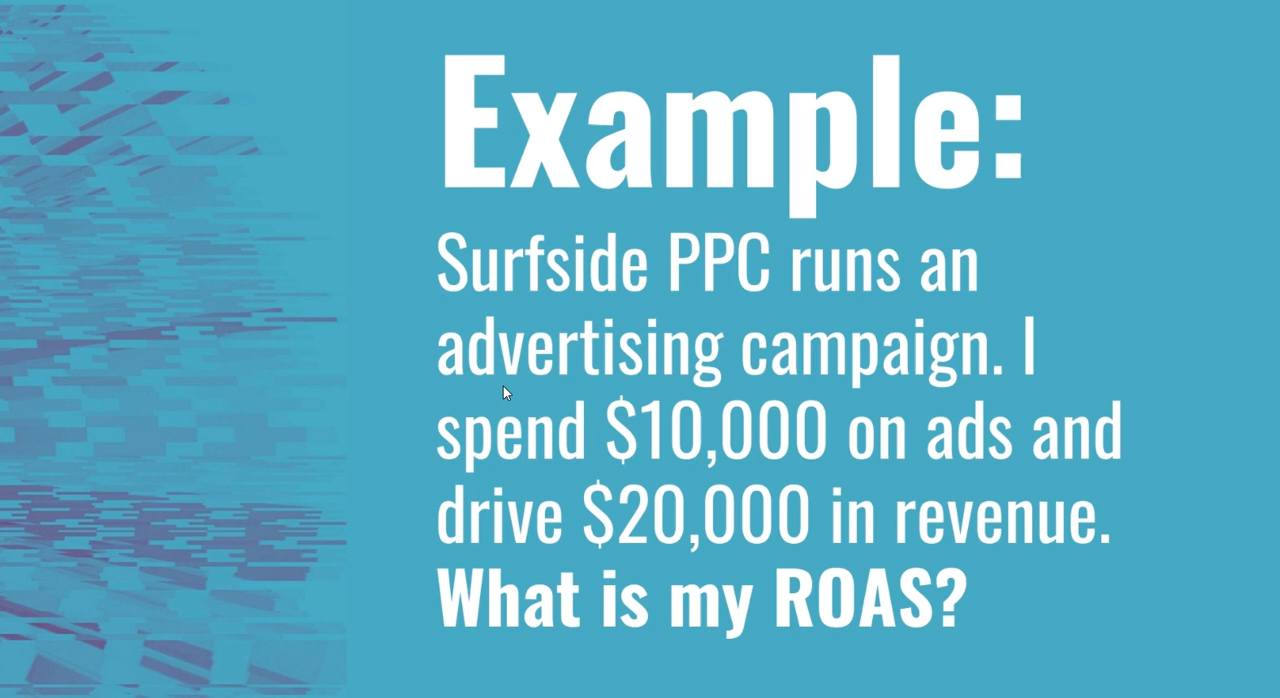 Example:
Surfside PPC runs an
advertising campaign. I
spend $10,000 on ads and
drive $20,000 in revenue.
What is my ROAS?